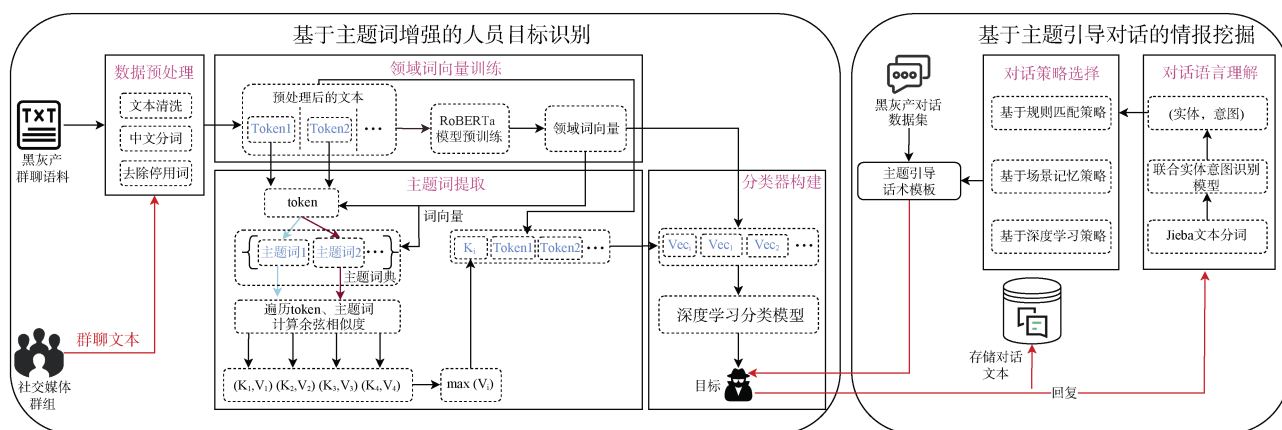 基于主题词增强的人员目标识别
数据预处理
文本清洗
中文分词
去除停用词
TXT
黑灰产
群聊语料
群聊文本
社交媒体
群组
领域词向量训练
预处理后的文本
Token1
Token2
···
RoBERTa
模型预训练
领域词向量
主题词提取
token
词向量
{
主题词1
主题词2
···
}
主题词典
遍历token、主题词
计算余弦相似度
(K₁,V₁) (K₂,V₂) (K₃,V₃) (K₄,V₄)
max (Vᵢ)
Kᵢ
Token1
Token2
···
分类器构建
Vecᵢ
Vec₁
Vec₂
···
深度学习分类模型
目标
基于主题引导对话的情报挖掘
黑灰产对话
数据集
主题引导
话术模板
对话策略选择
基于规则匹配策略
基于场景记忆策略
基于深度学习策略
对话语言理解
(实体，意图)
联合实体意图识别
模型
Jieba文本分词
存储对话
文本
回复